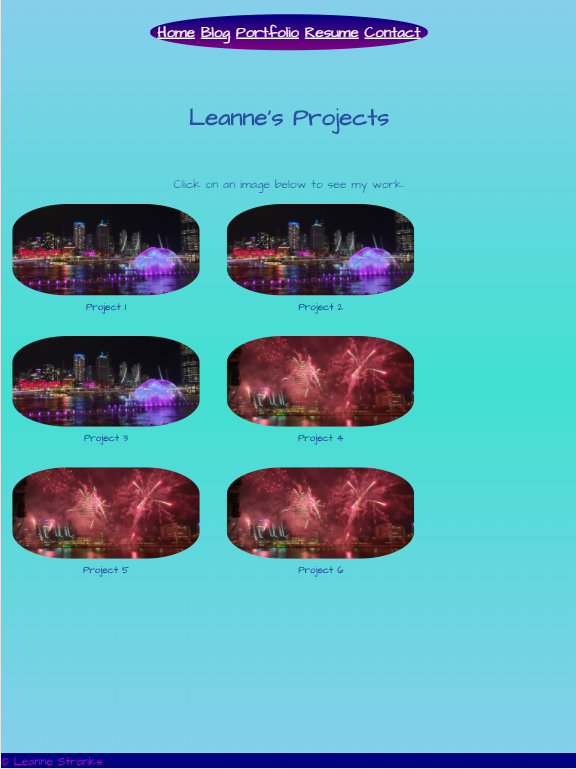 Home Blog Portfolio Resume Contact
Leanne's Projects
Click on an image below to see my work:
Project 1
Project 2
Project 3
Project 4
Project 5
Project 6
© Leanne Stranks